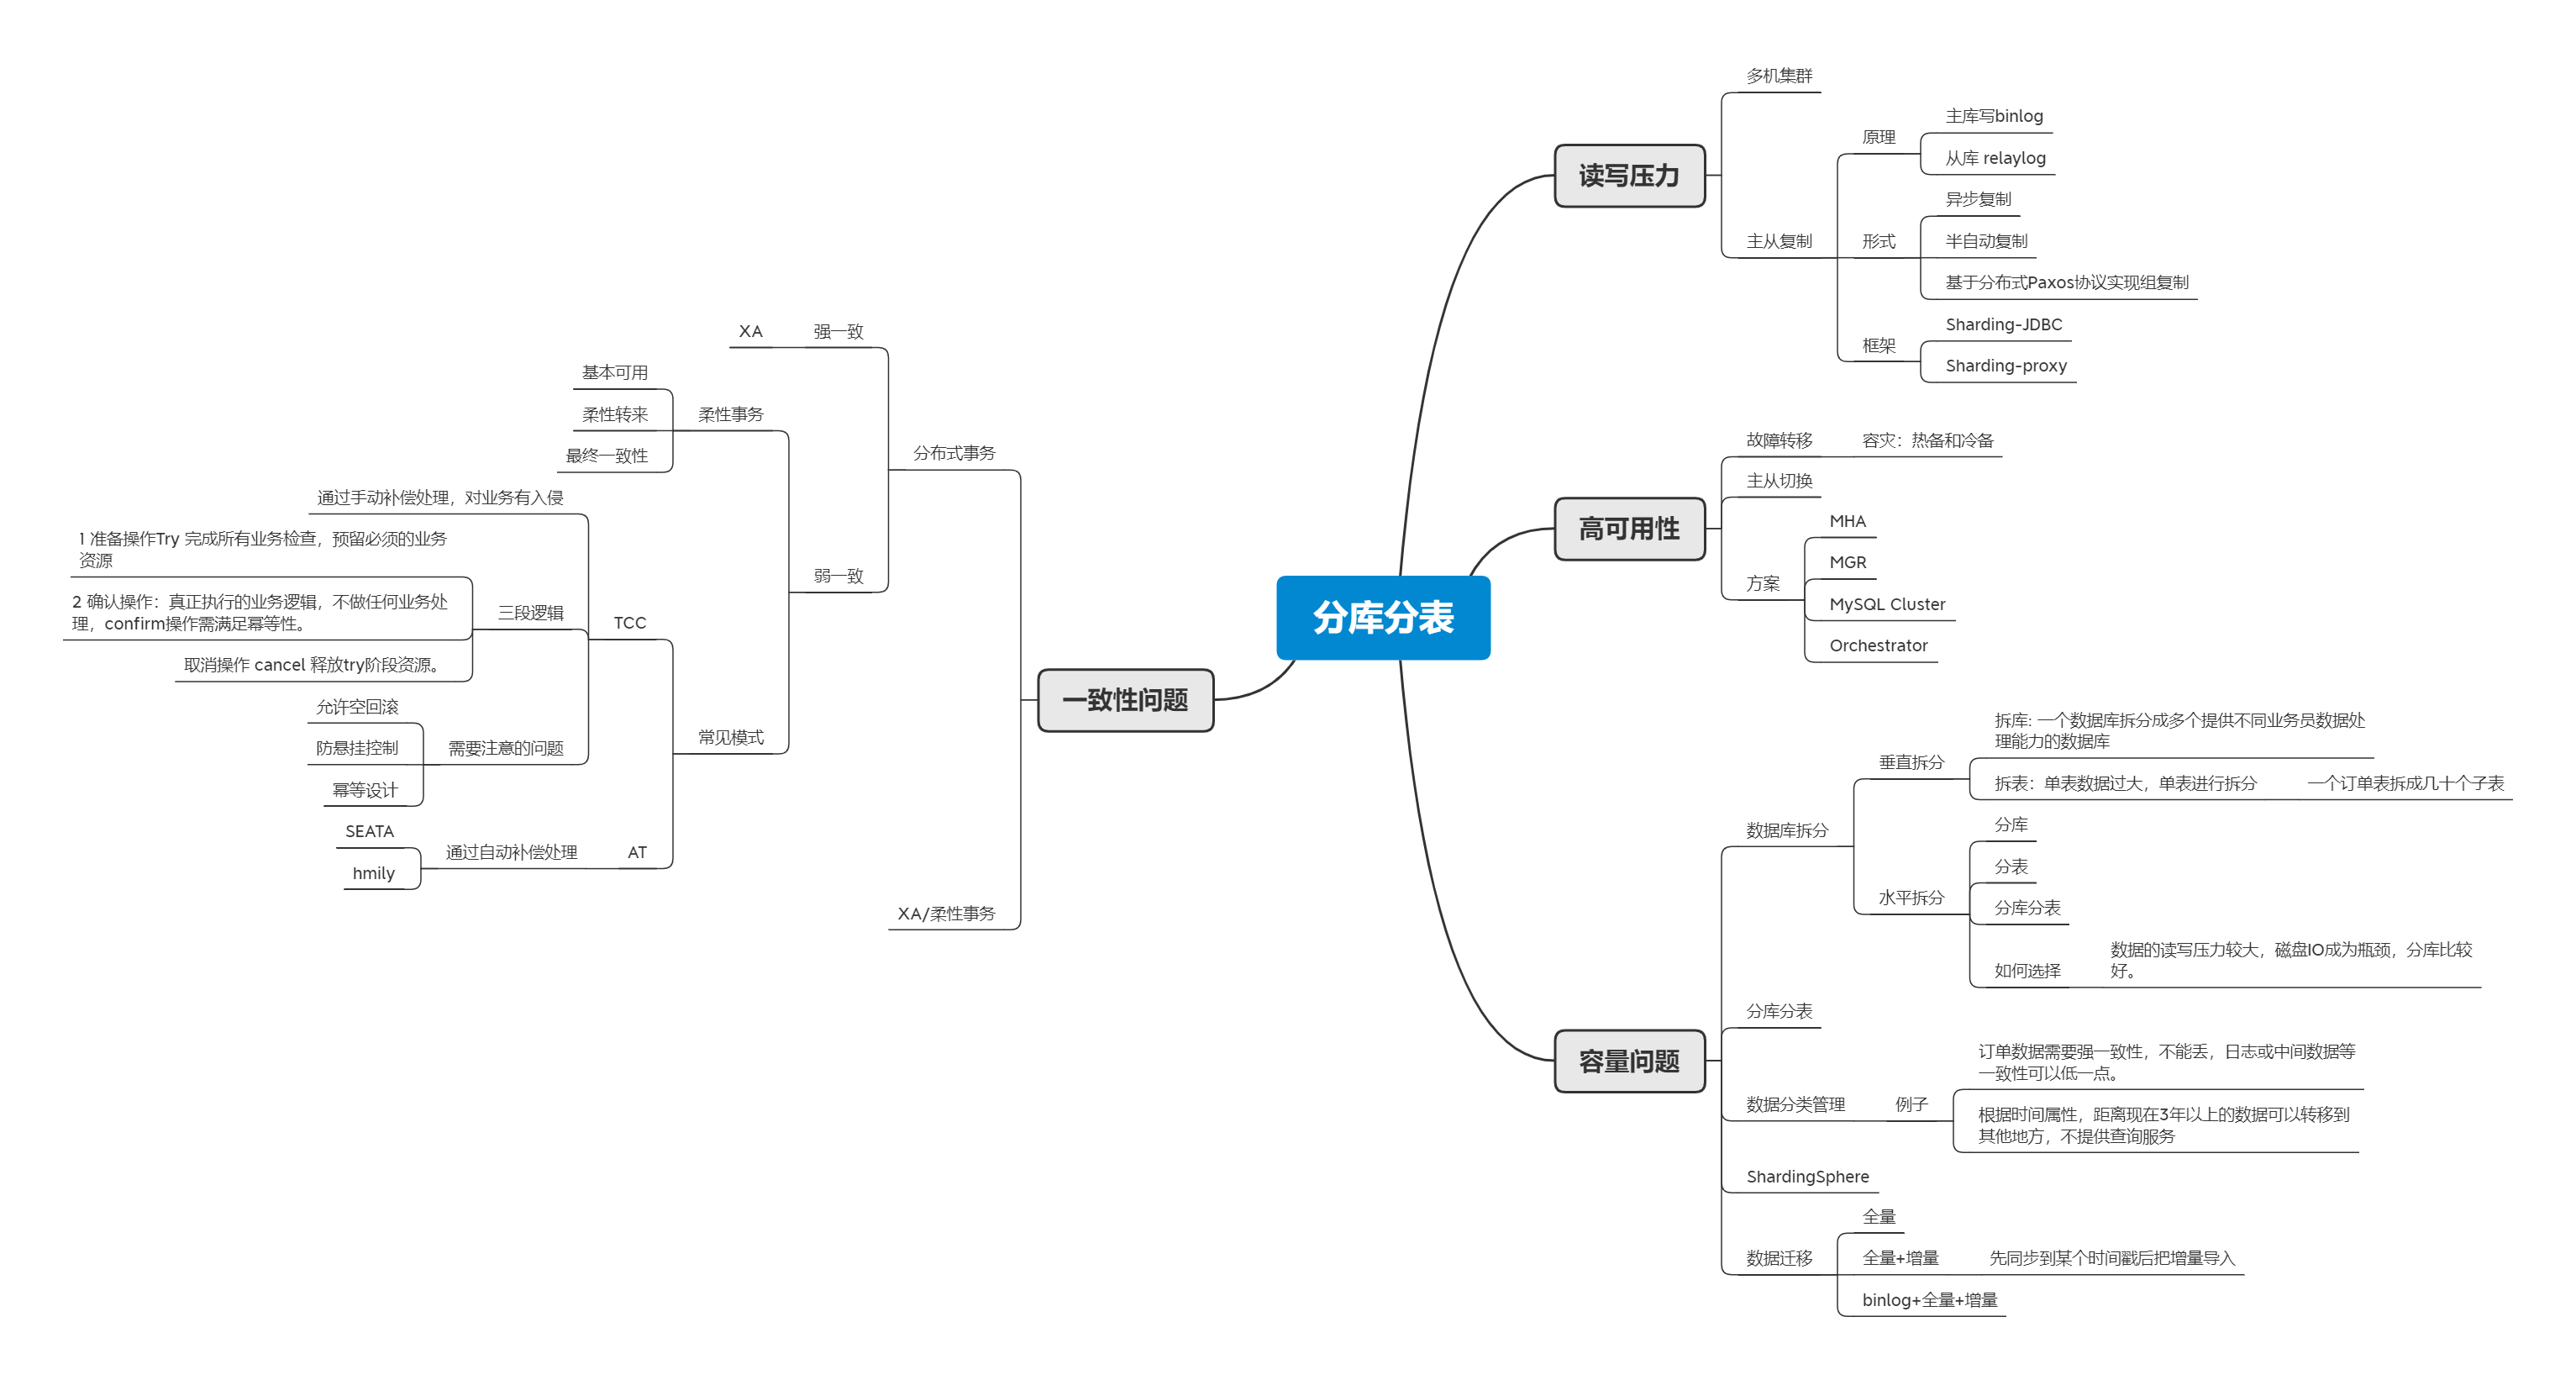 分库分表
读写压力
多机集群
主从复制
原理
主库写binlog
从库 relaylog
形式
异步复制
半自动复制
基于分布式Paxos协议实现组复制
框架
Sharding-JDBC
Sharding-proxy
高可用性
故障转移
容灾：热备和冷备
主从切换
方案
MHA
MGR
MySQL Cluster
Orchestrator
容量问题
数据库拆分
垂直拆分
拆库: 一个数据库拆分成多个提供不同业务员数据处
理能力的数据库
拆表：单表数据过大，单表进行拆分
一个订单表拆成几十个子表
水平拆分
分库
分表
分库分表
如何选择
数据的读写压力较大，磁盘IO成为瓶颈，分库比较
好。
分库分表
数据分类管理
例子
订单数据需要强一致性，不能丢，日志或中间数据等
一致性可以低一点。
根据时间属性，距离现在3年以上的数据可以转移到
其他地方，不提供查询服务
ShardingSphere
数据迁移
全量
全量+增量
先同步到某个时间戳后把增量导入
binlog+全量+增量
一致性问题
分布式事务
强一致
XA
弱一致
柔性事务
基本可用
柔性转来
最终一致性
常见模式
TCC
通过手动补偿处理，对业务有入侵
三段逻辑
1 准备操作Try 完成所有业务检查，预留必须的业务
资源
2 确认操作：真正执行的业务逻辑，不做任何业务处
理，confirm操作需满足幂等性。
取消操作 cancel 释放try阶段资源。
需要注意的问题
允许空回滚
防悬挂控制
幂等设计
AT
通过自动补偿处理
SEATA
hmily
XA/柔性事务